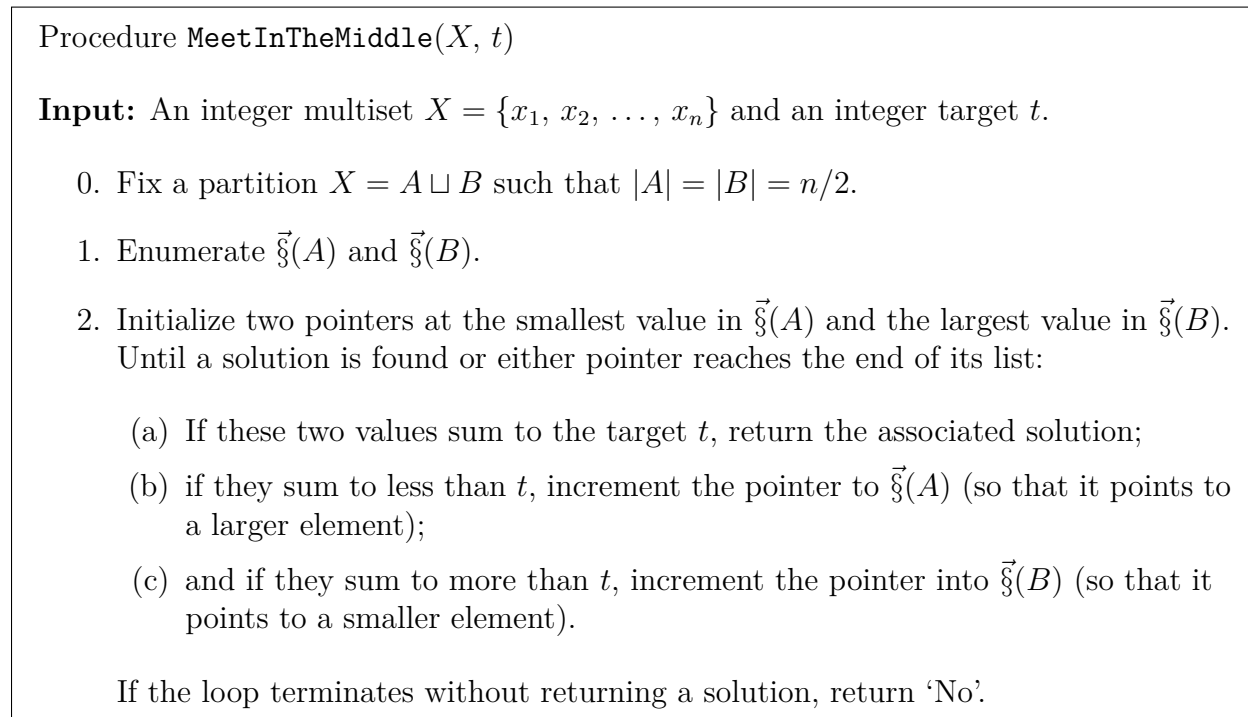 Procedure MeetInTheMiddle(X, t)
Input: An integer multiset X = {x₁, x₂, . . . , xₙ} and an integer target t.
0. Fix a partition X = A ⊔ B such that |A| = |B| = n/2.
1. Enumerate §⃗(A) and §⃗(B).
2. Initialize two pointers at the smallest value in §⃗(A) and the largest value in §⃗(B).
Until a solution is found or either pointer reaches the end of its list:
(a) If these two values sum to the target t, return the associated solution;
(b) if they sum to less than t, increment the pointer to §⃗(A) (so that it points to
a larger element);
(c) and if they sum to more than t, increment the pointer into §⃗(B) (so that it
points to a smaller element).
If the loop terminates without returning a solution, return ‘No’.